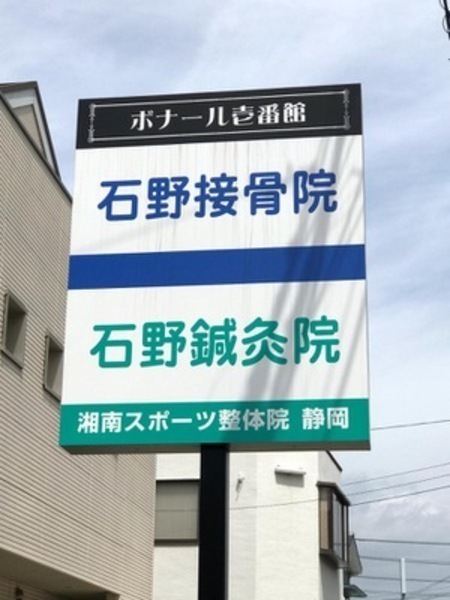 ボナール壱番館
石野接骨院
石野鍼灸院
湘南スポーツ整体院 静岡